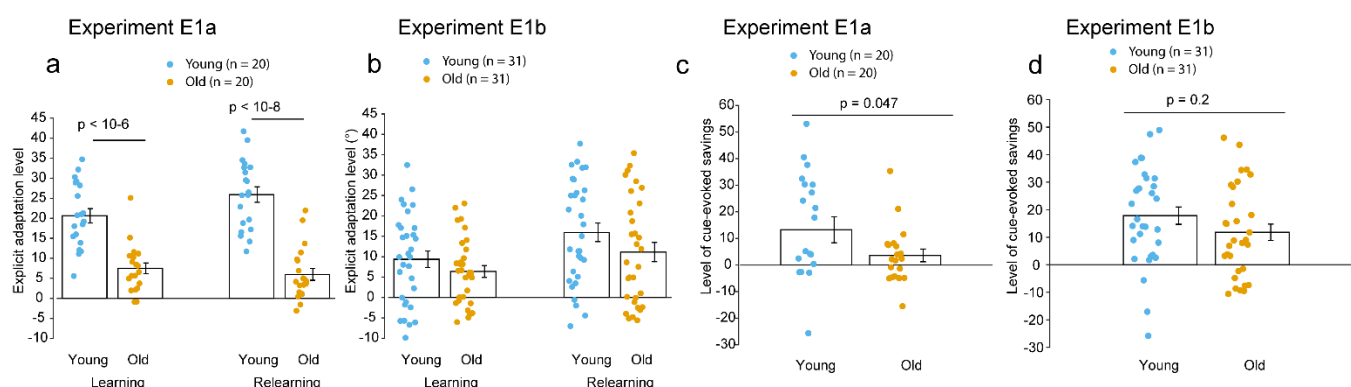 Experiment E1a
Experiment E1b
Experiment E1a
Experiment E1b
a
Young (n = 20)
Old (n = 20)
b
Young (n = 31)
Old (n = 31)
c
Young (n = 20)
Old (n = 20)
d
Young (n = 31)
Old (n = 31)
Explicit adaptation level
45
40
35
30
25
20
15
10
5
0
-5
-10
p < 10-6
p < 10-8
Young
Old
Young
Old
Learning
Relearning
Explicit adaptation level (°)
45
40
35
30
25
20
15
10
5
0
-5
-10
Young
Old
Young
Old
Learning
Relearning
Level of cue-evoked savings
60
50
40
30
20
10
0
-10
-20
-30
p = 0.047
Young
Old
Level of cue-evoked savings
60
50
40
30
20
10
0
-10
-20
-30
p = 0.2
Young
Old